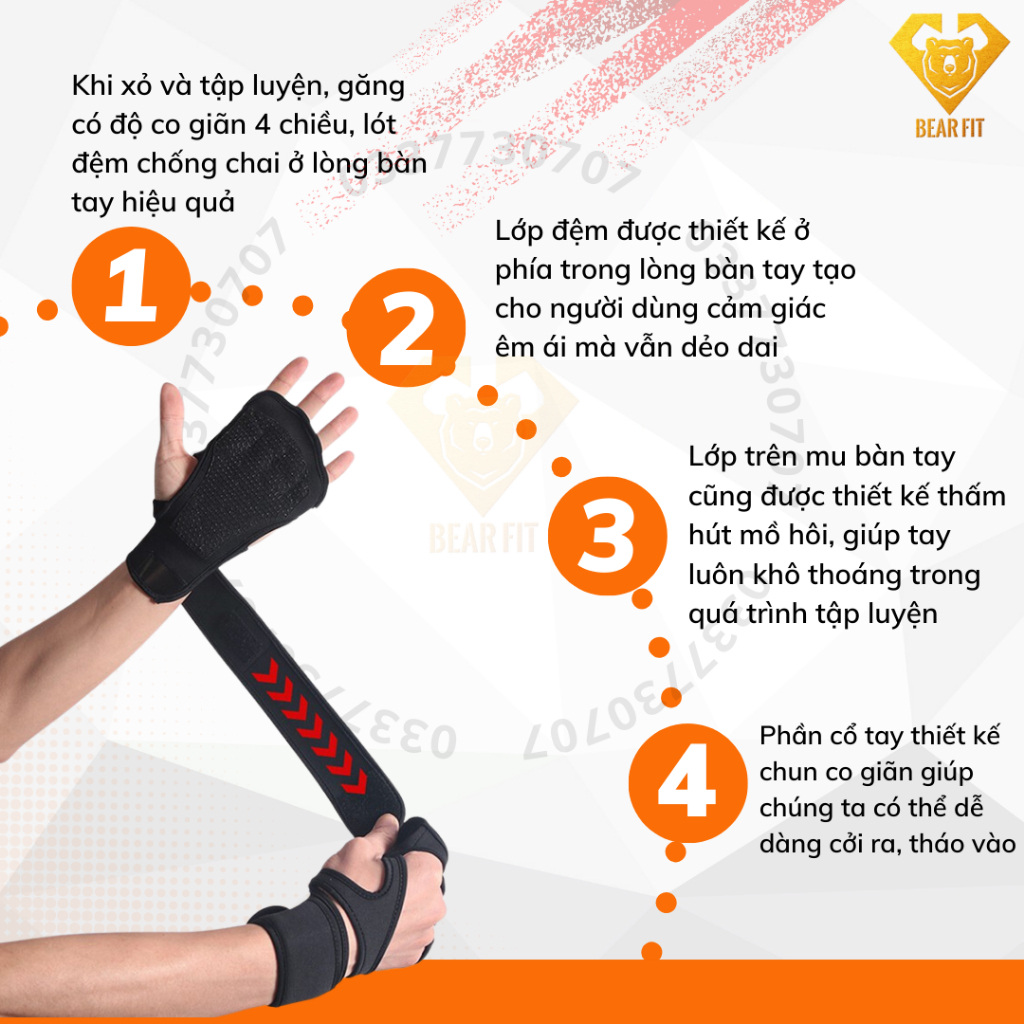 BEAR FIT
Khi xỏ và tập luyện, găng
có độ co giãn 4 chiều, lót
đệm chống chai ở lòng bàn
tay hiệu quả
1
Lớp đệm được thiết kế ở
phía trong lòng bàn tay tạo
cho người dùng cảm giác
êm ái mà vẫn dẻo dai
2
Lớp trên mu bàn tay
cũng được thiết kế thấm
hút mồ hôi, giúp tay
luôn khô thoáng trong
quá trình tập luyện
3
BEAR FIT
Phần cổ tay thiết kế
chun co giãn giúp
chúng ta có thể dễ
dàng cởi ra, tháo vào
4
0337730707
0337730707